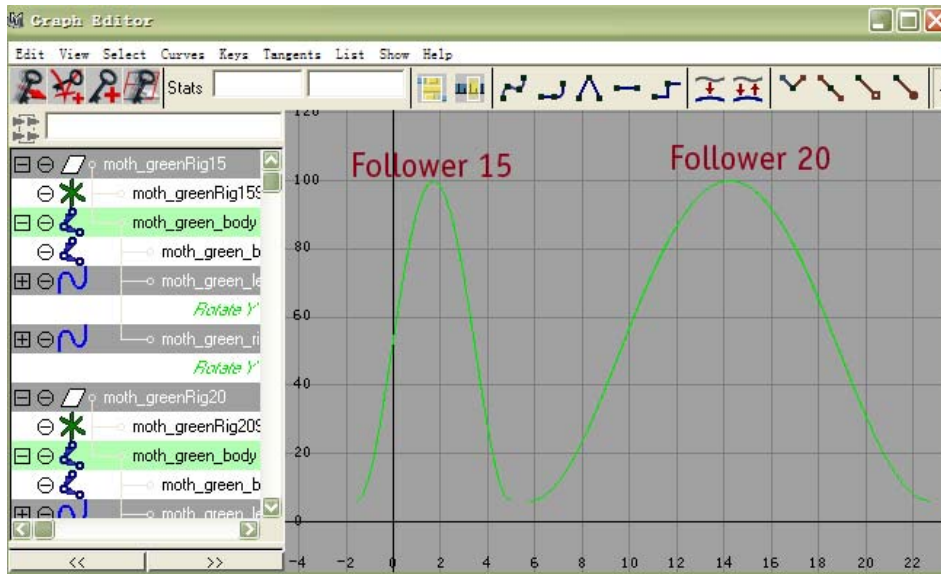 Graph Editor
Edit View Select Curves Keys Tangents List Show Help
Stats
120
Follower 15
Follower 20
moth_greenRig15
100
moth_greenRig15S
moth_green_body
80
moth_green_b
moth_green_le
Rotate Y
60
moth_green_ri
Rotate Y
40
moth_greenRig20
moth_greenRig20S
moth_green_body
20
moth_green_b
moth_green_le
0
<< >>
-4 -2 0 2 4 6 8 10 12 14 16 18 20 22